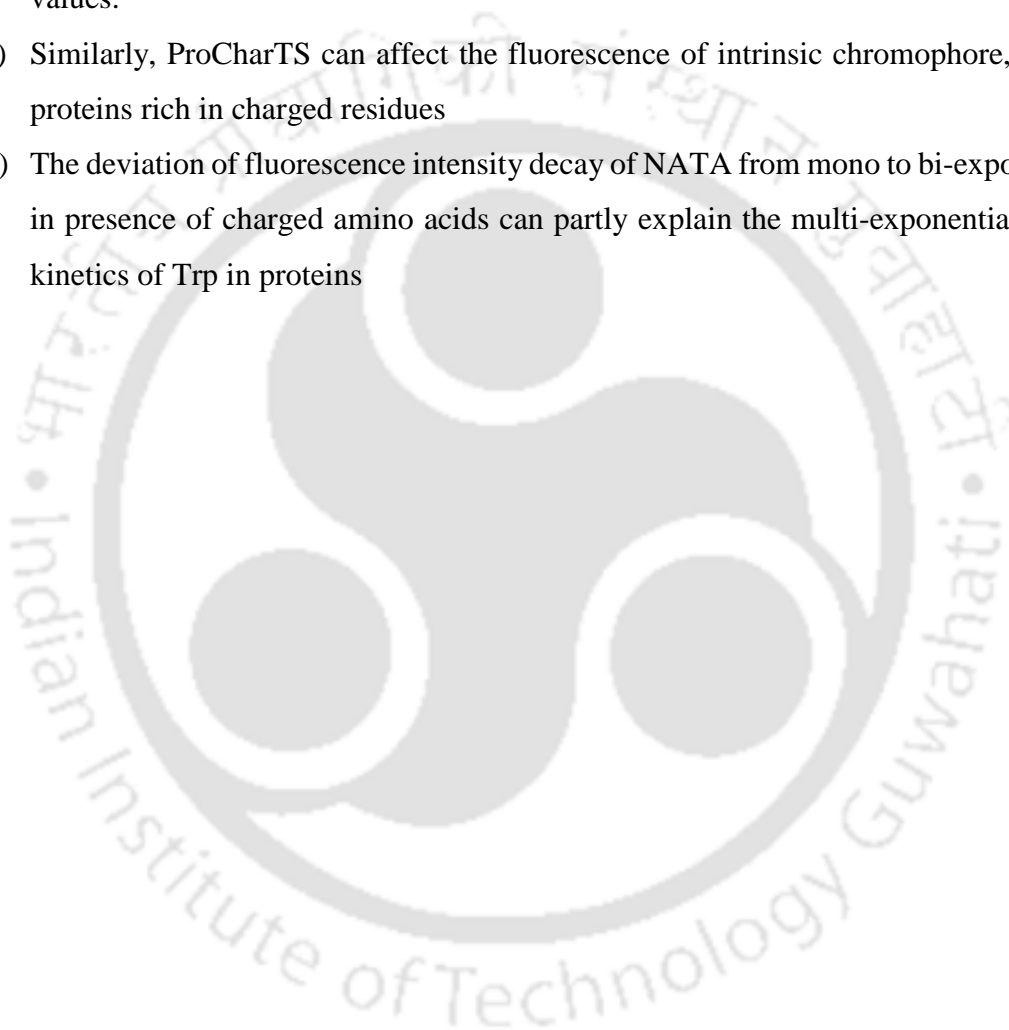 values.
) Similarly, ProCharTS can affect the fluorescence of intrinsic chromophore,
proteins rich in charged residues
) The deviation of fluorescence intensity decay of NATA from mono to bi-expo
in presence of charged amino acids can partly explain the multi-exponentia
kinetics of Trp in proteins
Indian Institute of Technology Guwahati